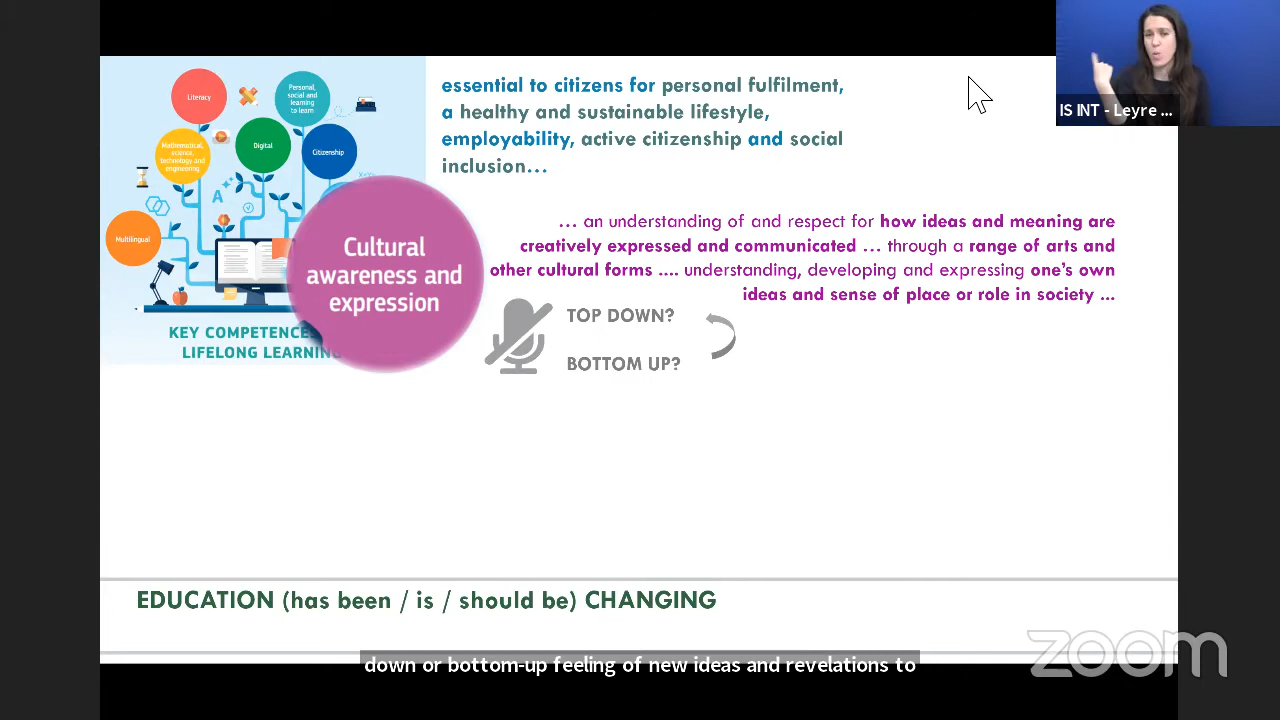 Literacy
Personal,
social and
learning
to learn
Mathematical,
science,
technology and
engineering
Digital
Citizenship
Multilingual
Cultural
awareness and
expression
KEY COMPETENCE
LIFELONG LEARNIN
essential to citizens for personal fulfilment,
a healthy and sustainable lifestyle,
employability, active citizenship and social
inclusion…
… an understanding of and respect for how ideas and meaning are
creatively expressed and communicated … through a range of arts and
other cultural forms .... understanding, developing and expressing one's own
ideas and sense of place or role in society ...
TOP DOWN?
BOTTOM UP?
IS INT - Leyre ...
EDUCATION (has been / is / should be) CHANGING
zoom
down or bottom-up feeling of new ideas and revelations to